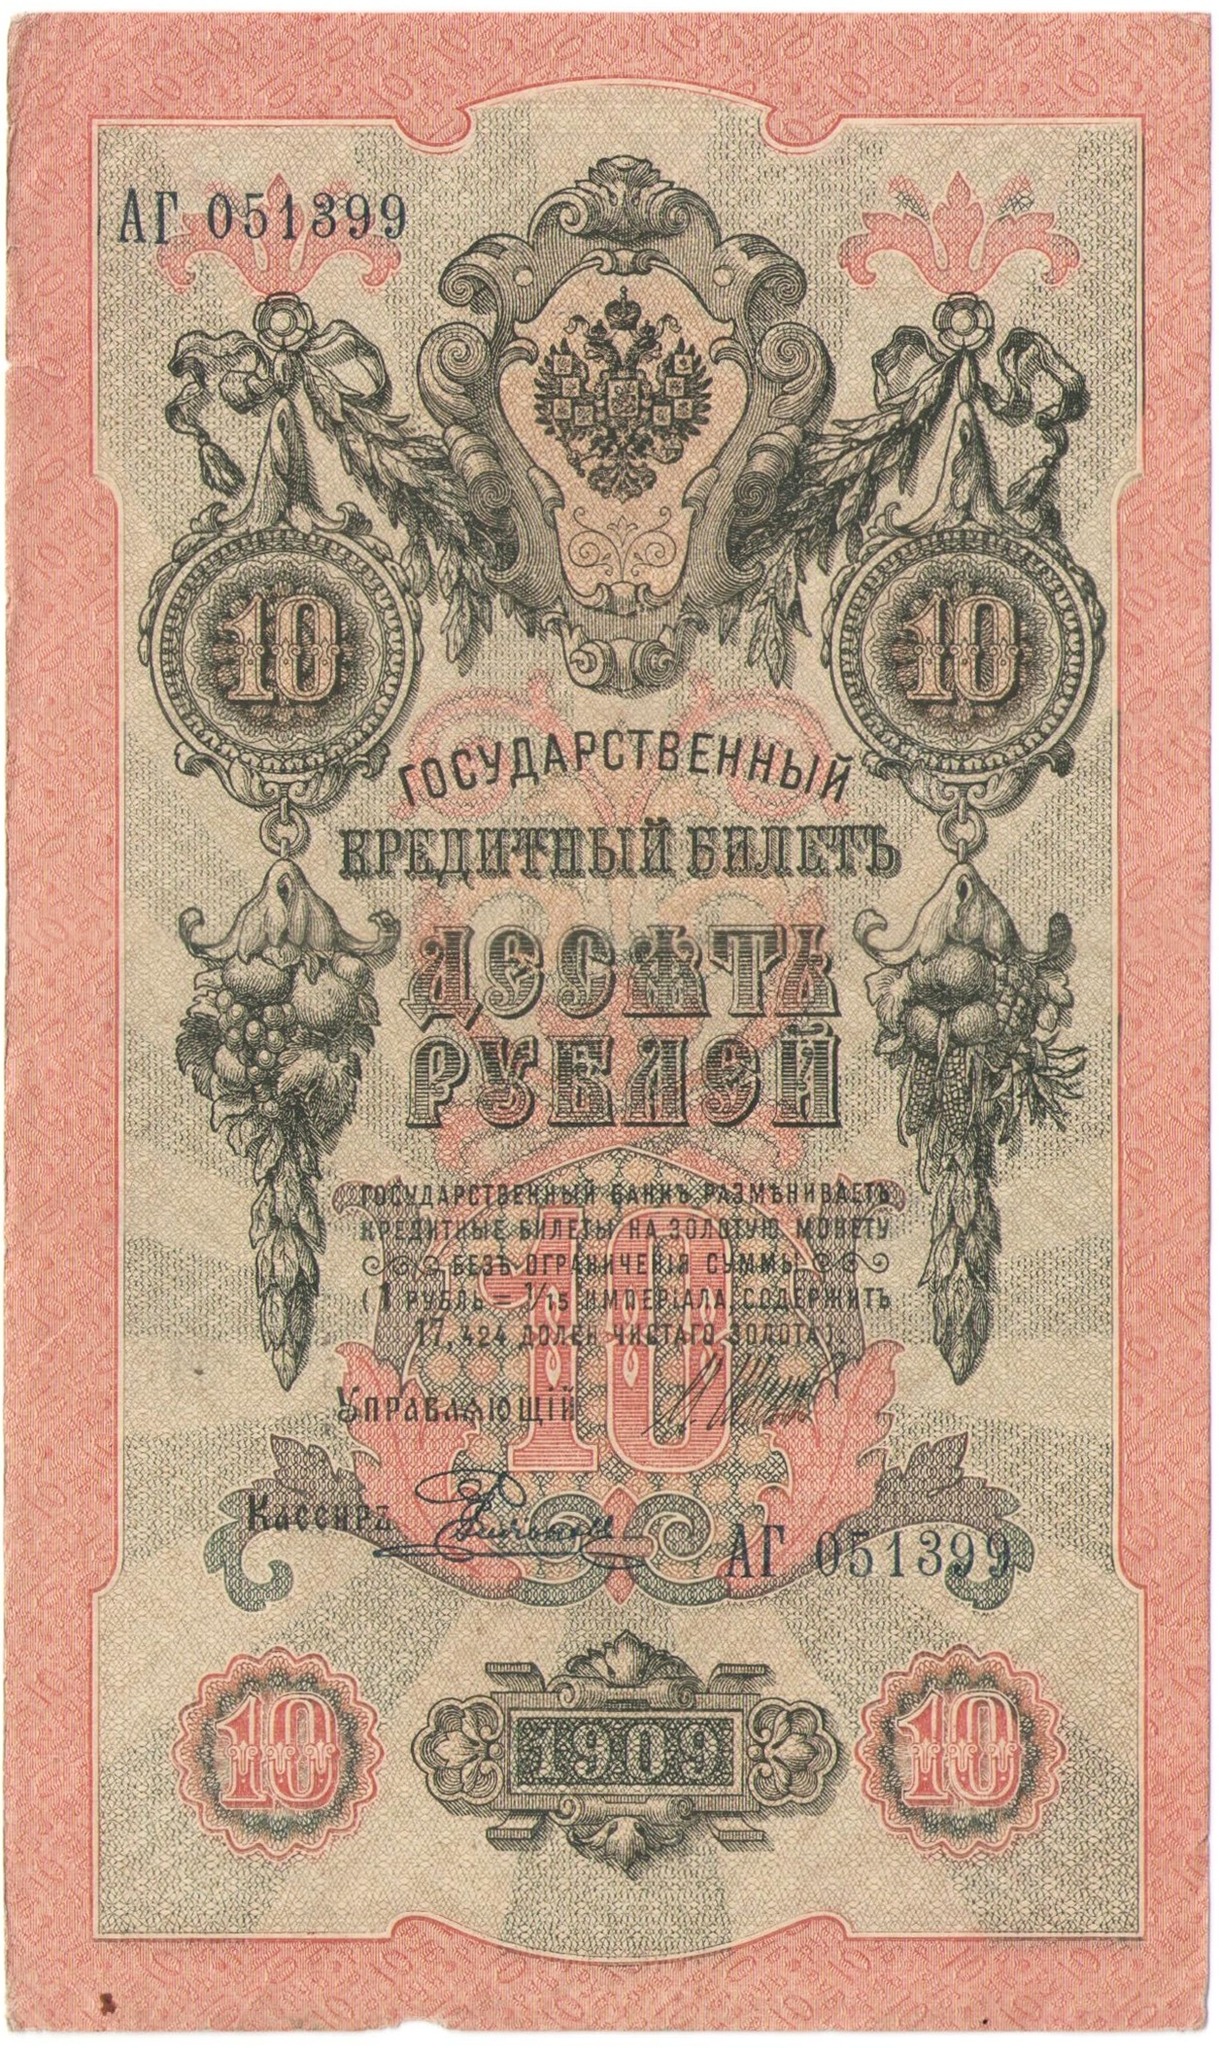 АГ 051399
10 10
ГОСУДАРСТВЕННЫЙ
КРЕДИТНЫЙ БИЛЕТЪ
ДЕСЯТЬ
РУБЛЕЙ
ГОСУДАРСТВЕННЫЙ БАНКЪ РАЗМѢНИВАЕТЪ
КРЕДИТНЫЕ БИЛЕТЫ НА ЗОЛОТУЮ МОНЕТУ
БЕЗЪ ОГРАНИЧЕНІЯ СУММЫ
(1 РУБЛЬ = 1/15 ИМПЕРІАЛА, СОДЕРЖИТЪ
17,424 ДОЛЕЙ ЧИСТАГО ЗОЛОТА).
10
УПРАВЛЯЮЩІЙ
КАССИРЪ
АГ 051399
10 1909 10